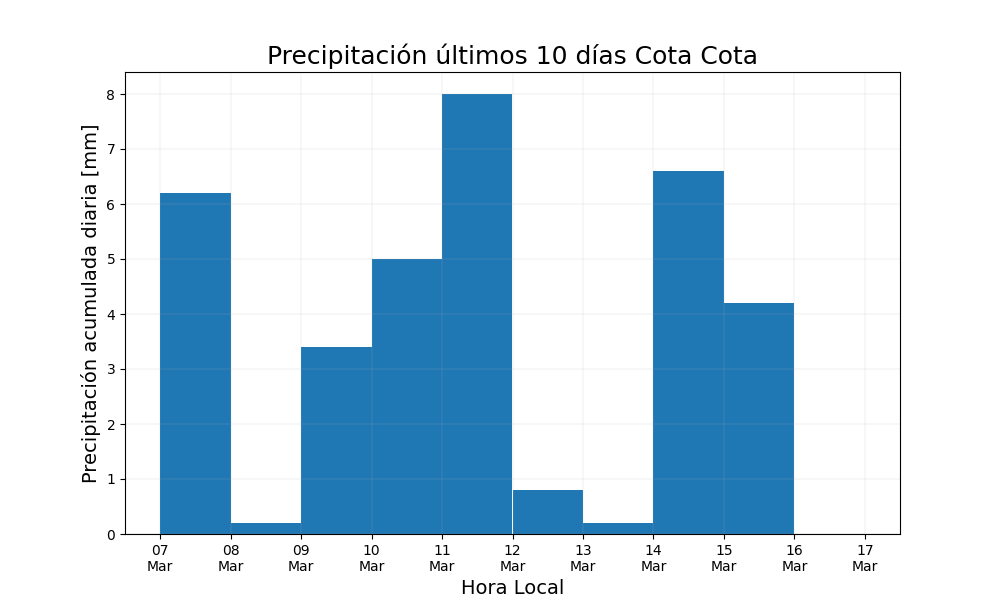 Precipitación últimos 10 días Cota Cota
Precipitación acumulada diaria [mm]
8
7
6
5
4
3
2
1
0
07 08 09 10 11 12 13 14 15 16 17
Mar Mar Mar Mar Mar Mar Mar Mar Mar Mar Mar
Hora Local